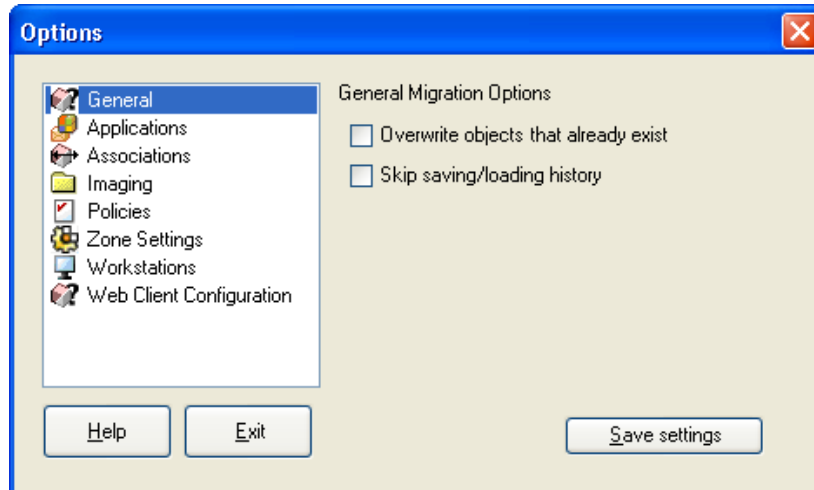 Options
General
Applications
Associations
Imaging
Policies
Zone Settings
Workstations
Web Client Configuration
General Migration Options
Overwrite objects that already exist
Skip saving/loading history
Help
Exit
Save settings